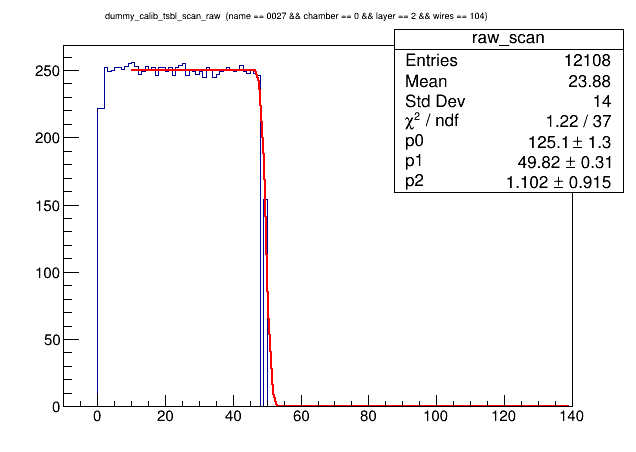 dummy_calib_tsbl_scan_raw (name == 0027 && chamber == 0 && layer == 2 && wires == 104)
raw_scan
Entries 12108
Mean 23.88
Std Dev 14
χ² / ndf 1.22 / 37
p0 125.1 ± 1.3
p1 49.82 ± 0.31
p2 1.102 ± 0.915
250
200
150
100
50
0
0 20 40 60 80 100 120 140